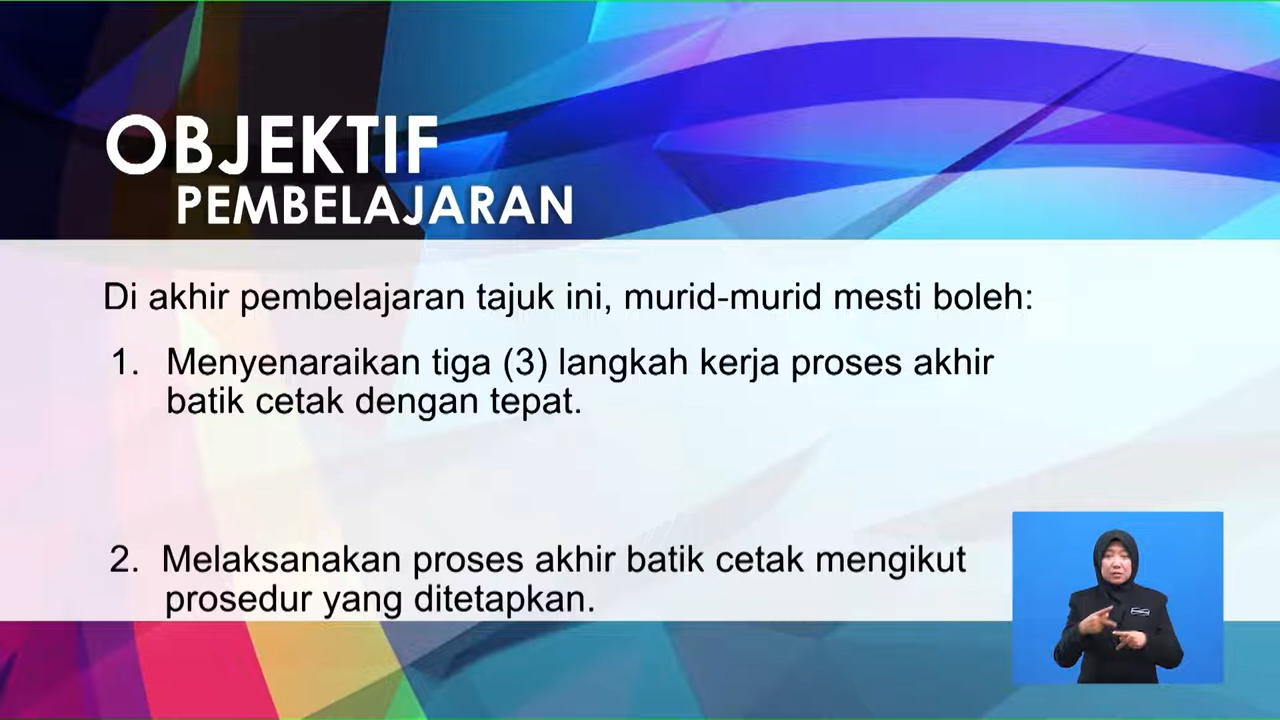 OBJEKTIF
PEMBELAJARAN
Di akhir pembelajaran tajuk ini, murid-murid mesti boleh:
1. Menyenaraikan tiga (3) langkah kerja proses akhir
batik cetak dengan tepat.
2. Melaksanakan proses akhir batik cetak mengikut
prosedur yang ditetapkan.